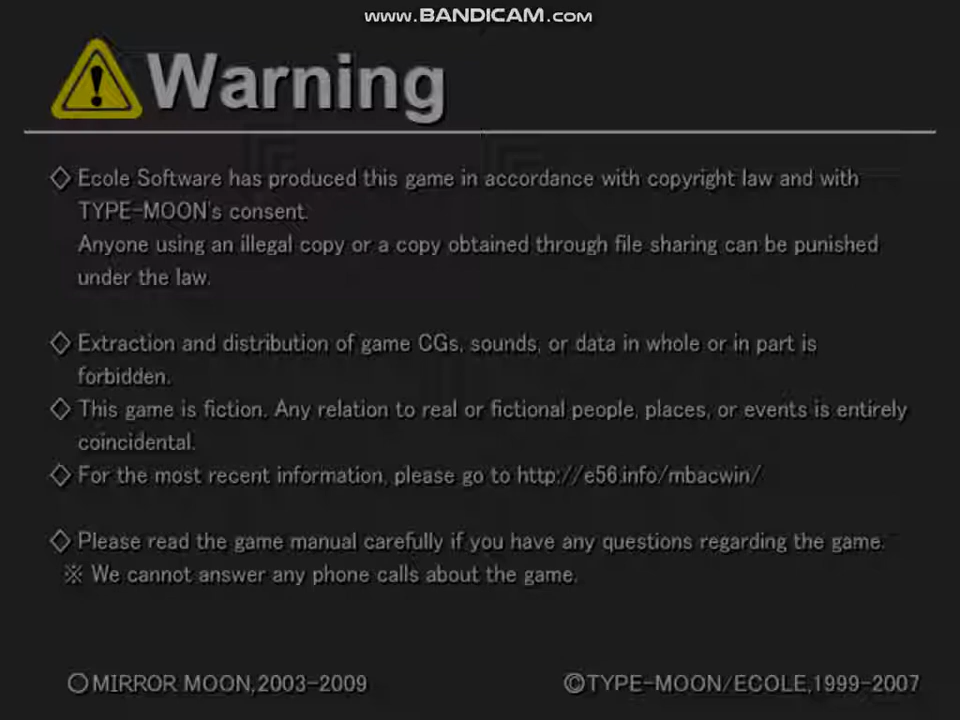 www.BANDICAM.com
Warning
◇ Ecole Software has produced this game in accordance with copyright law and with
TYPE-MOON's consent.
Anyone using an illegal copy or a copy obtained through file sharing can be punished
under the law.
◇ Extraction and distribution of game CGs, sounds, or data in whole or in part is
forbidden.
◇ This game is fiction. Any relation to real or fictional people, places, or events is entirely
coincidental.
◇ For the most recent information, please go to http://e56.info/mbacwin/
◇ Please read the game manual carefully if you have any questions regarding the game.
※ We cannot answer any phone calls about the game.
○MIRROR MOON,2003-2009
©TYPE-MOON/ECOLE,1999-2007